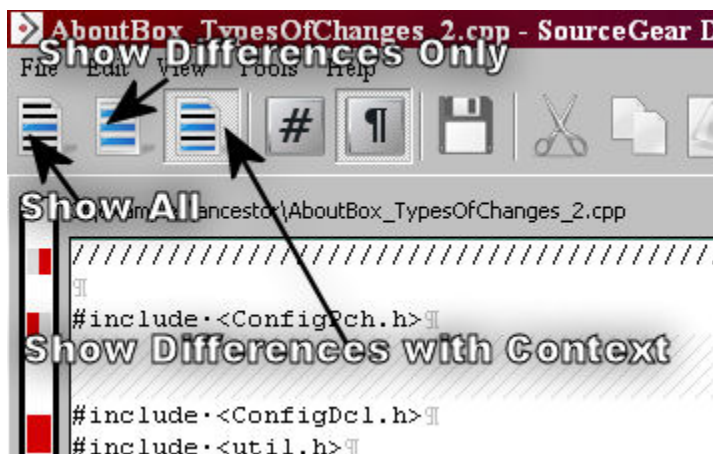 AboutBox_TypesOfChanges_2.cpp - SourceGear D
Show Differences Only
File Edit View Tools Help
# ¶
Show All
ancestor\AboutBox_TypesOfChanges_2.cpp
////////////////////////////////////////
¶
#include·<ConfigPch.h>¶
Show Differences with Context
#include·<ConfigDcl.h>¶
#include·<util.h>¶